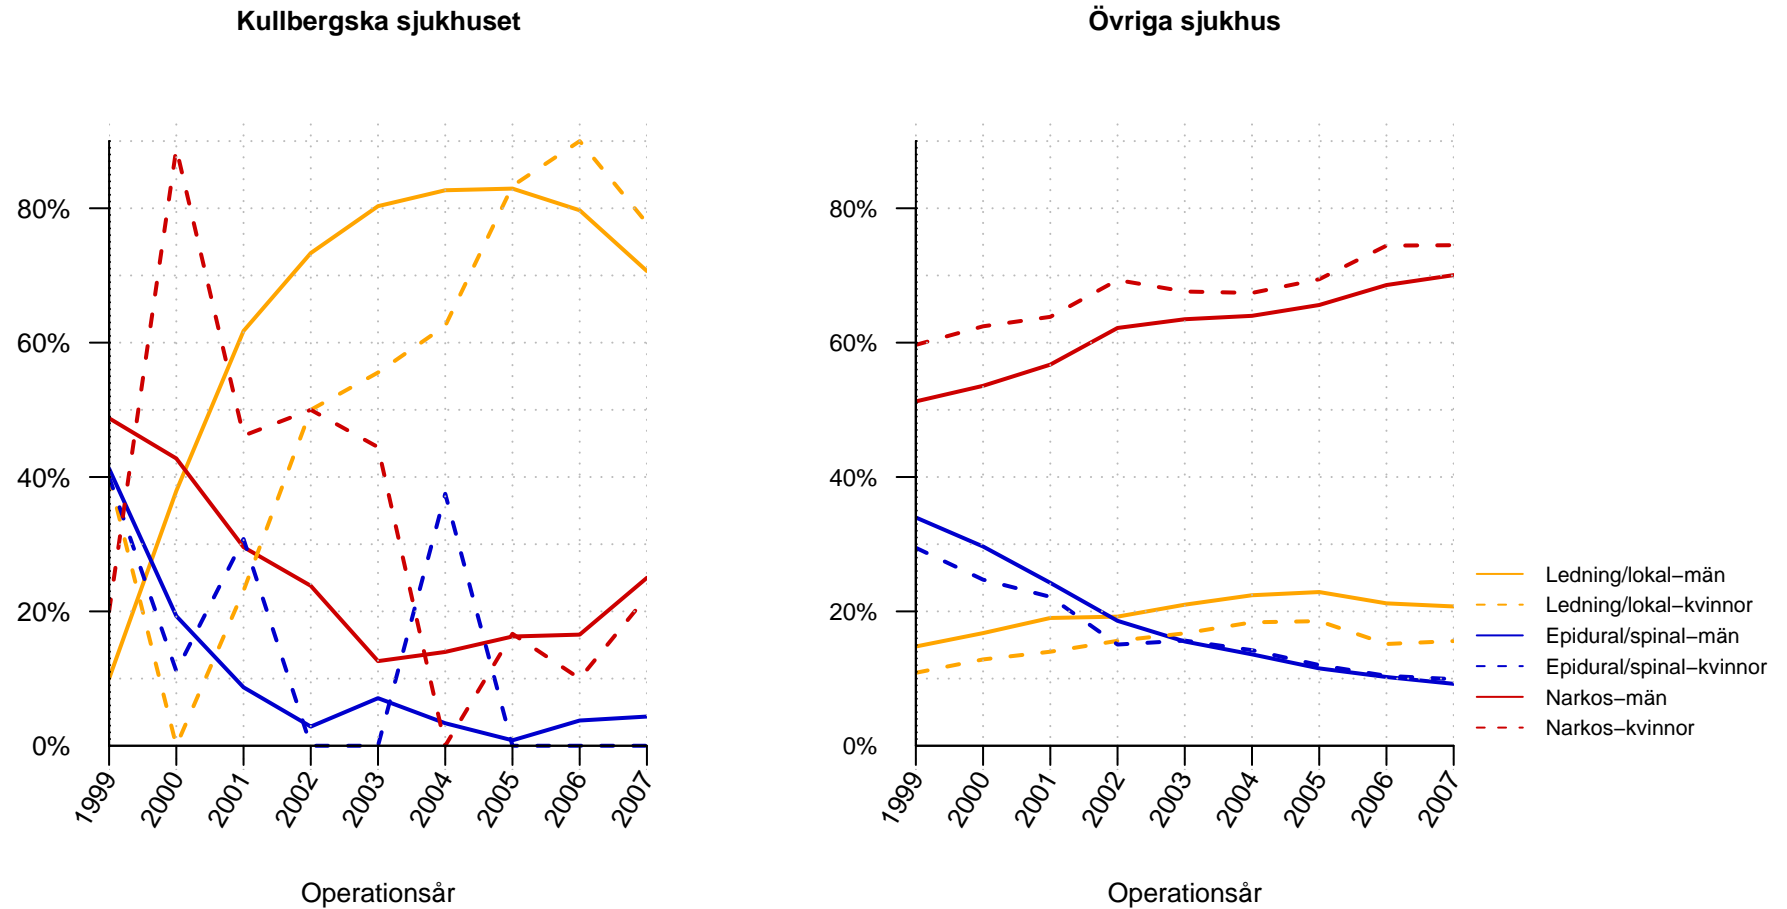 Kullbergska sjukhuset
80%
60%
40%
20%
0%
1999
2000
2001
2002
2003
2004
2005
2006
2007
Operationsår
Övriga sjukhus
80%
60%
40%
20%
0%
1999
2000
2001
2002
2003
2004
2005
2006
2007
Operationsår
Ledning/lokal−män
Ledning/lokal−kvinnor
Epidural/spinal−män
Epidural/spinal−kvinnor
Narkos−män
Narkos−kvinnor